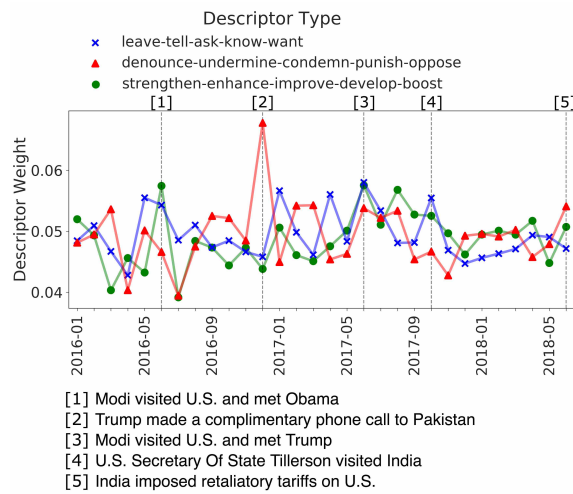 Descriptor Type
leave-tell-ask-know-want
denounce-undermine-condemn-punish-oppose
strengthen-enhance-improve-develop-boost
[1] [2] [3] [4] [5]
Descriptor Weight
0.06
0.05
0.04
2016-01 2016-05 2016-09 2017-01 2017-05 2017-09 2018-01 2018-05
[1] Modi visited U.S. and met Obama
[2] Trump made a complimentary phone call to Pakistan
[3] Modi visited U.S. and met Trump
[4] U.S. Secretary Of State Tillerson visited India
[5] India imposed retaliatory tariffs on U.S.